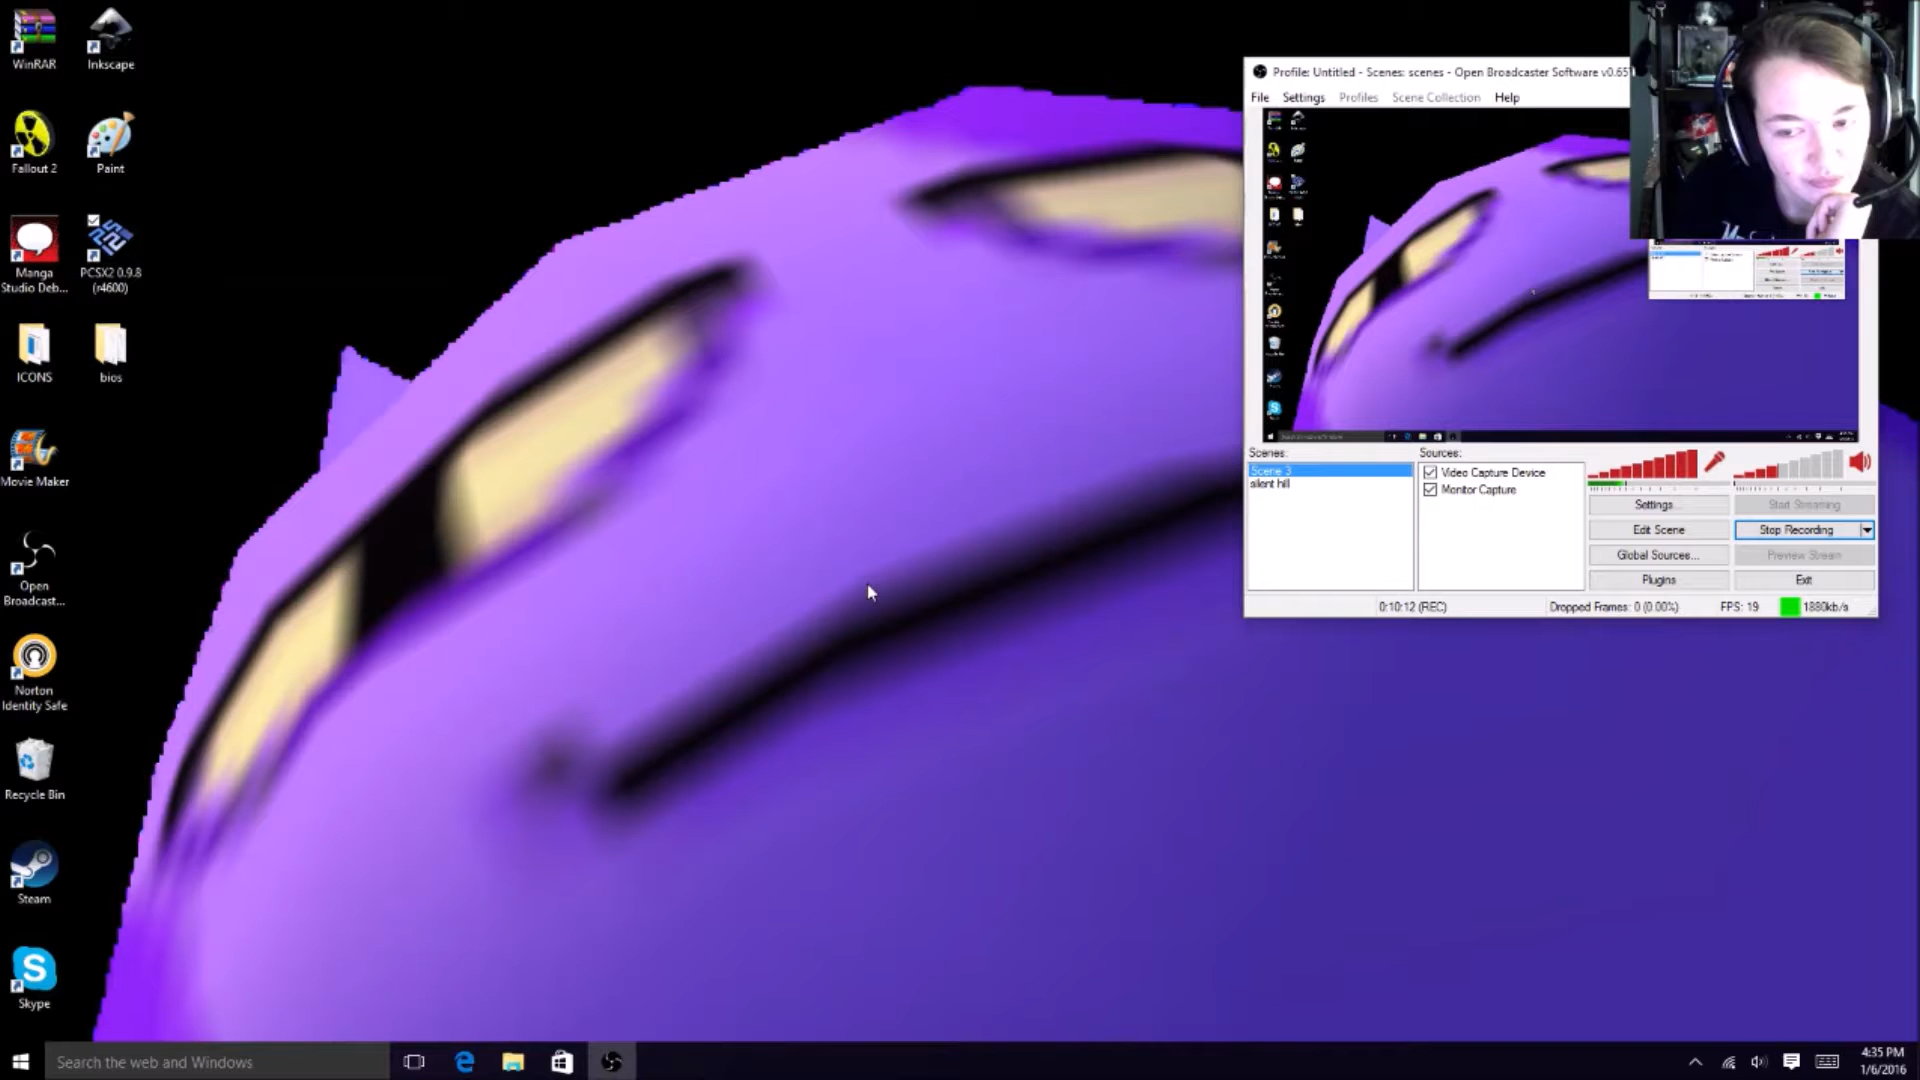 WinRAR
Inkscape
Fallout 2
Paint
Manga
Studio Deb...
PCSX2 0.9.8
(r4600)
ICONS
bios
Movie Maker
Open
Broadcast...
Norton
Identity Safe
Recycle Bin
Steam
Skype
Profile: Untitled - Scenes: scenes - Open Broadcaster Software v0.65
File Settings Profiles Scene Collection Help
Scenes:
Scene 3
silent hill
Sources:
Video Capture Device
Monitor Capture
Settings...
Start Streaming
Edit Scene
Stop Recording
Global Sources...
Preview Stream
Plugins
Exit
0:10:12 (REC)
Dropped Frames: 0 (0.00%)
FPS: 19
1880kb/s
Search the web and Windows
4:35 PM
1/6/2016